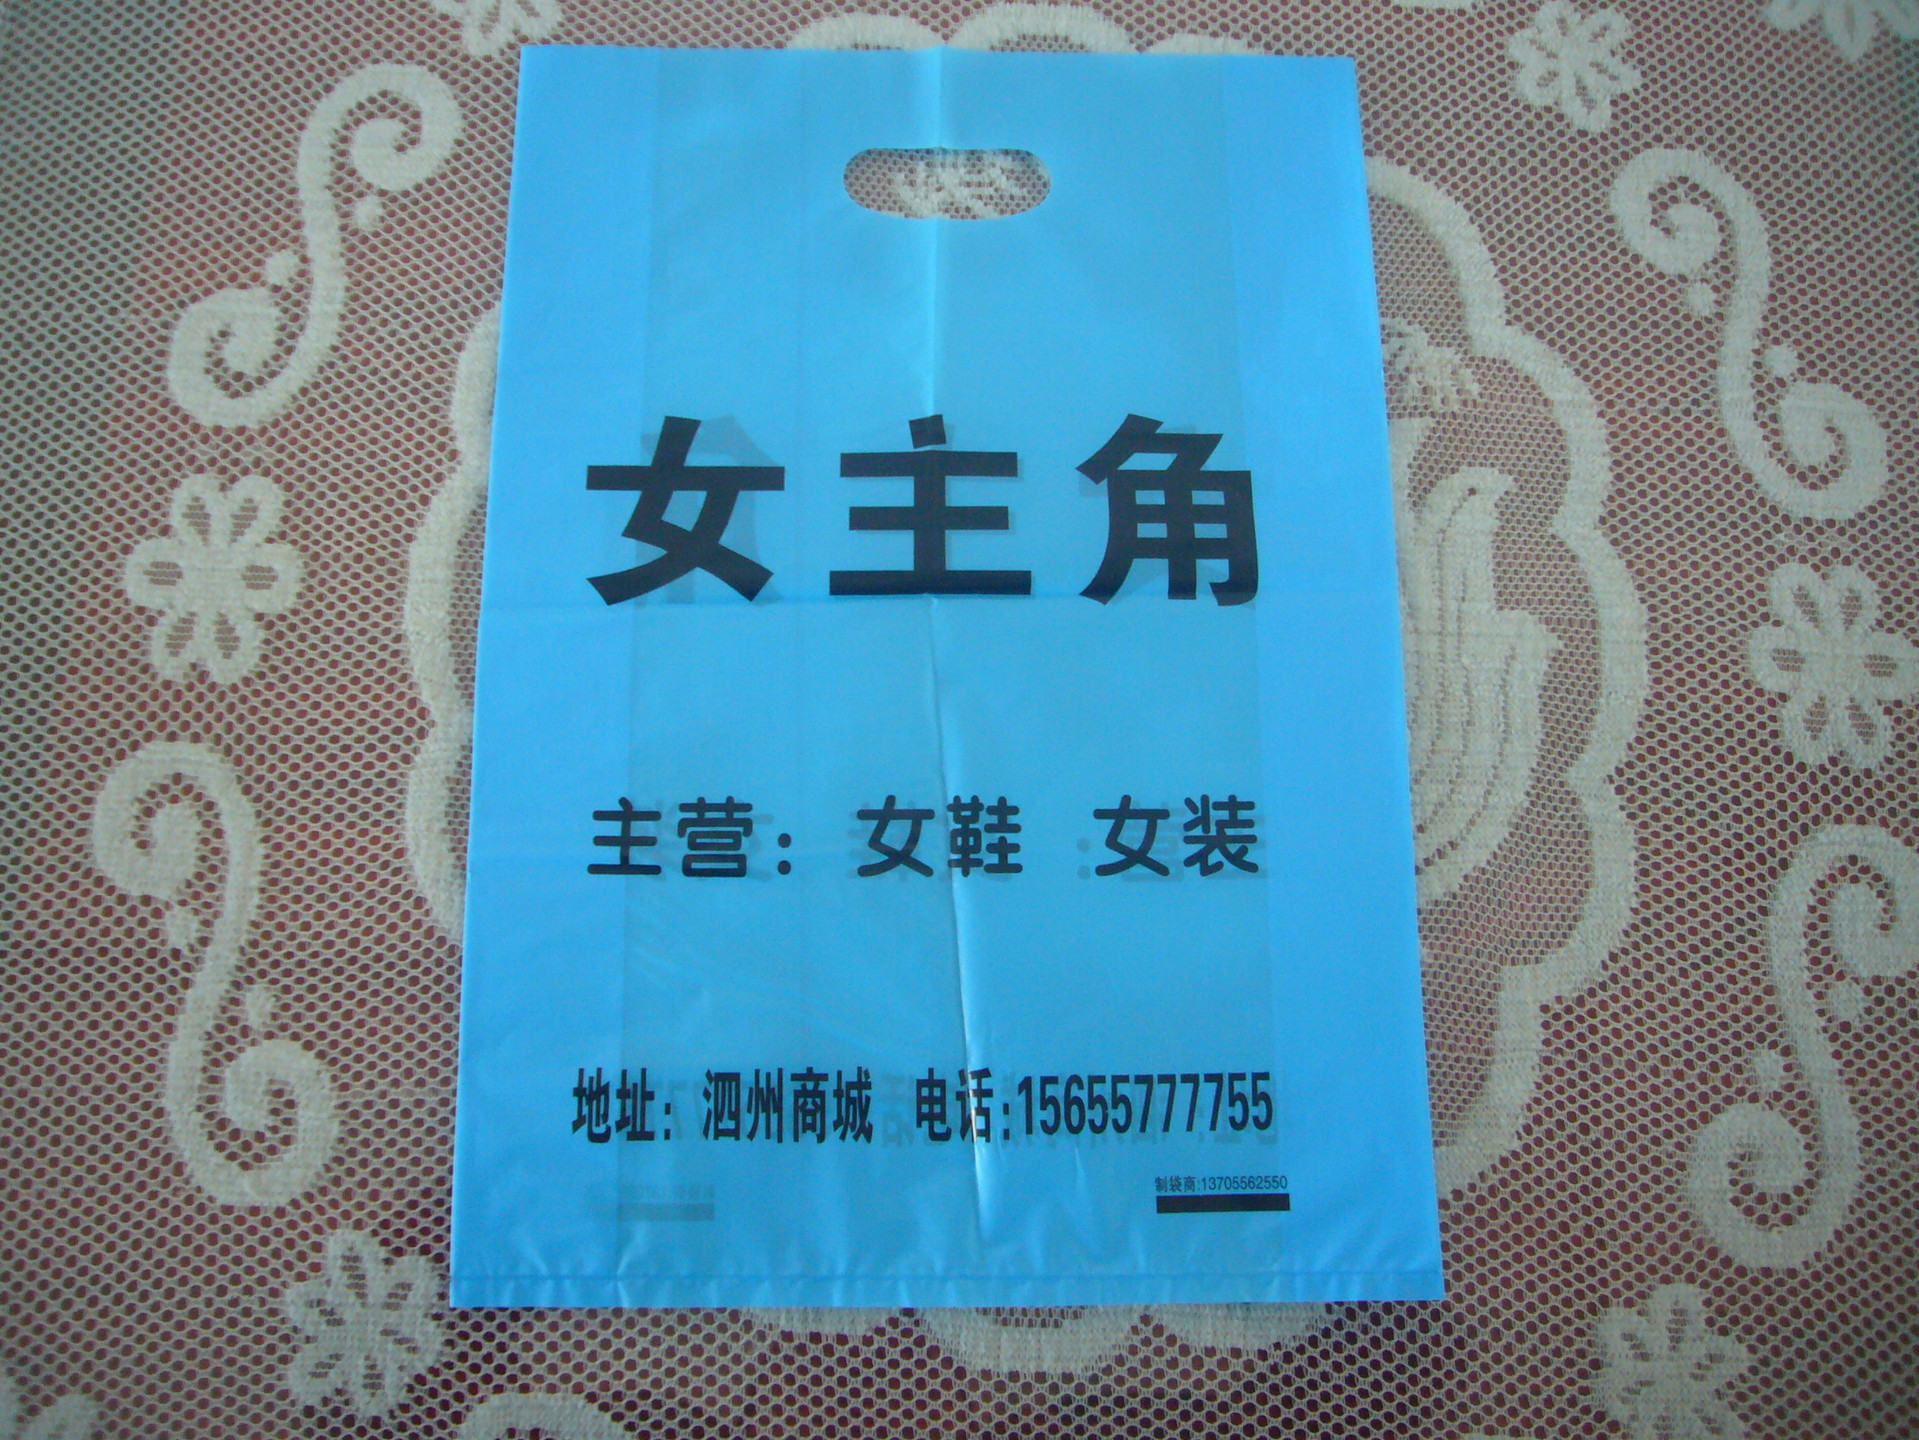 女主角
主营： 女鞋 女装
地址：泗州商城 电话:15655777755
制袋商:13705562550